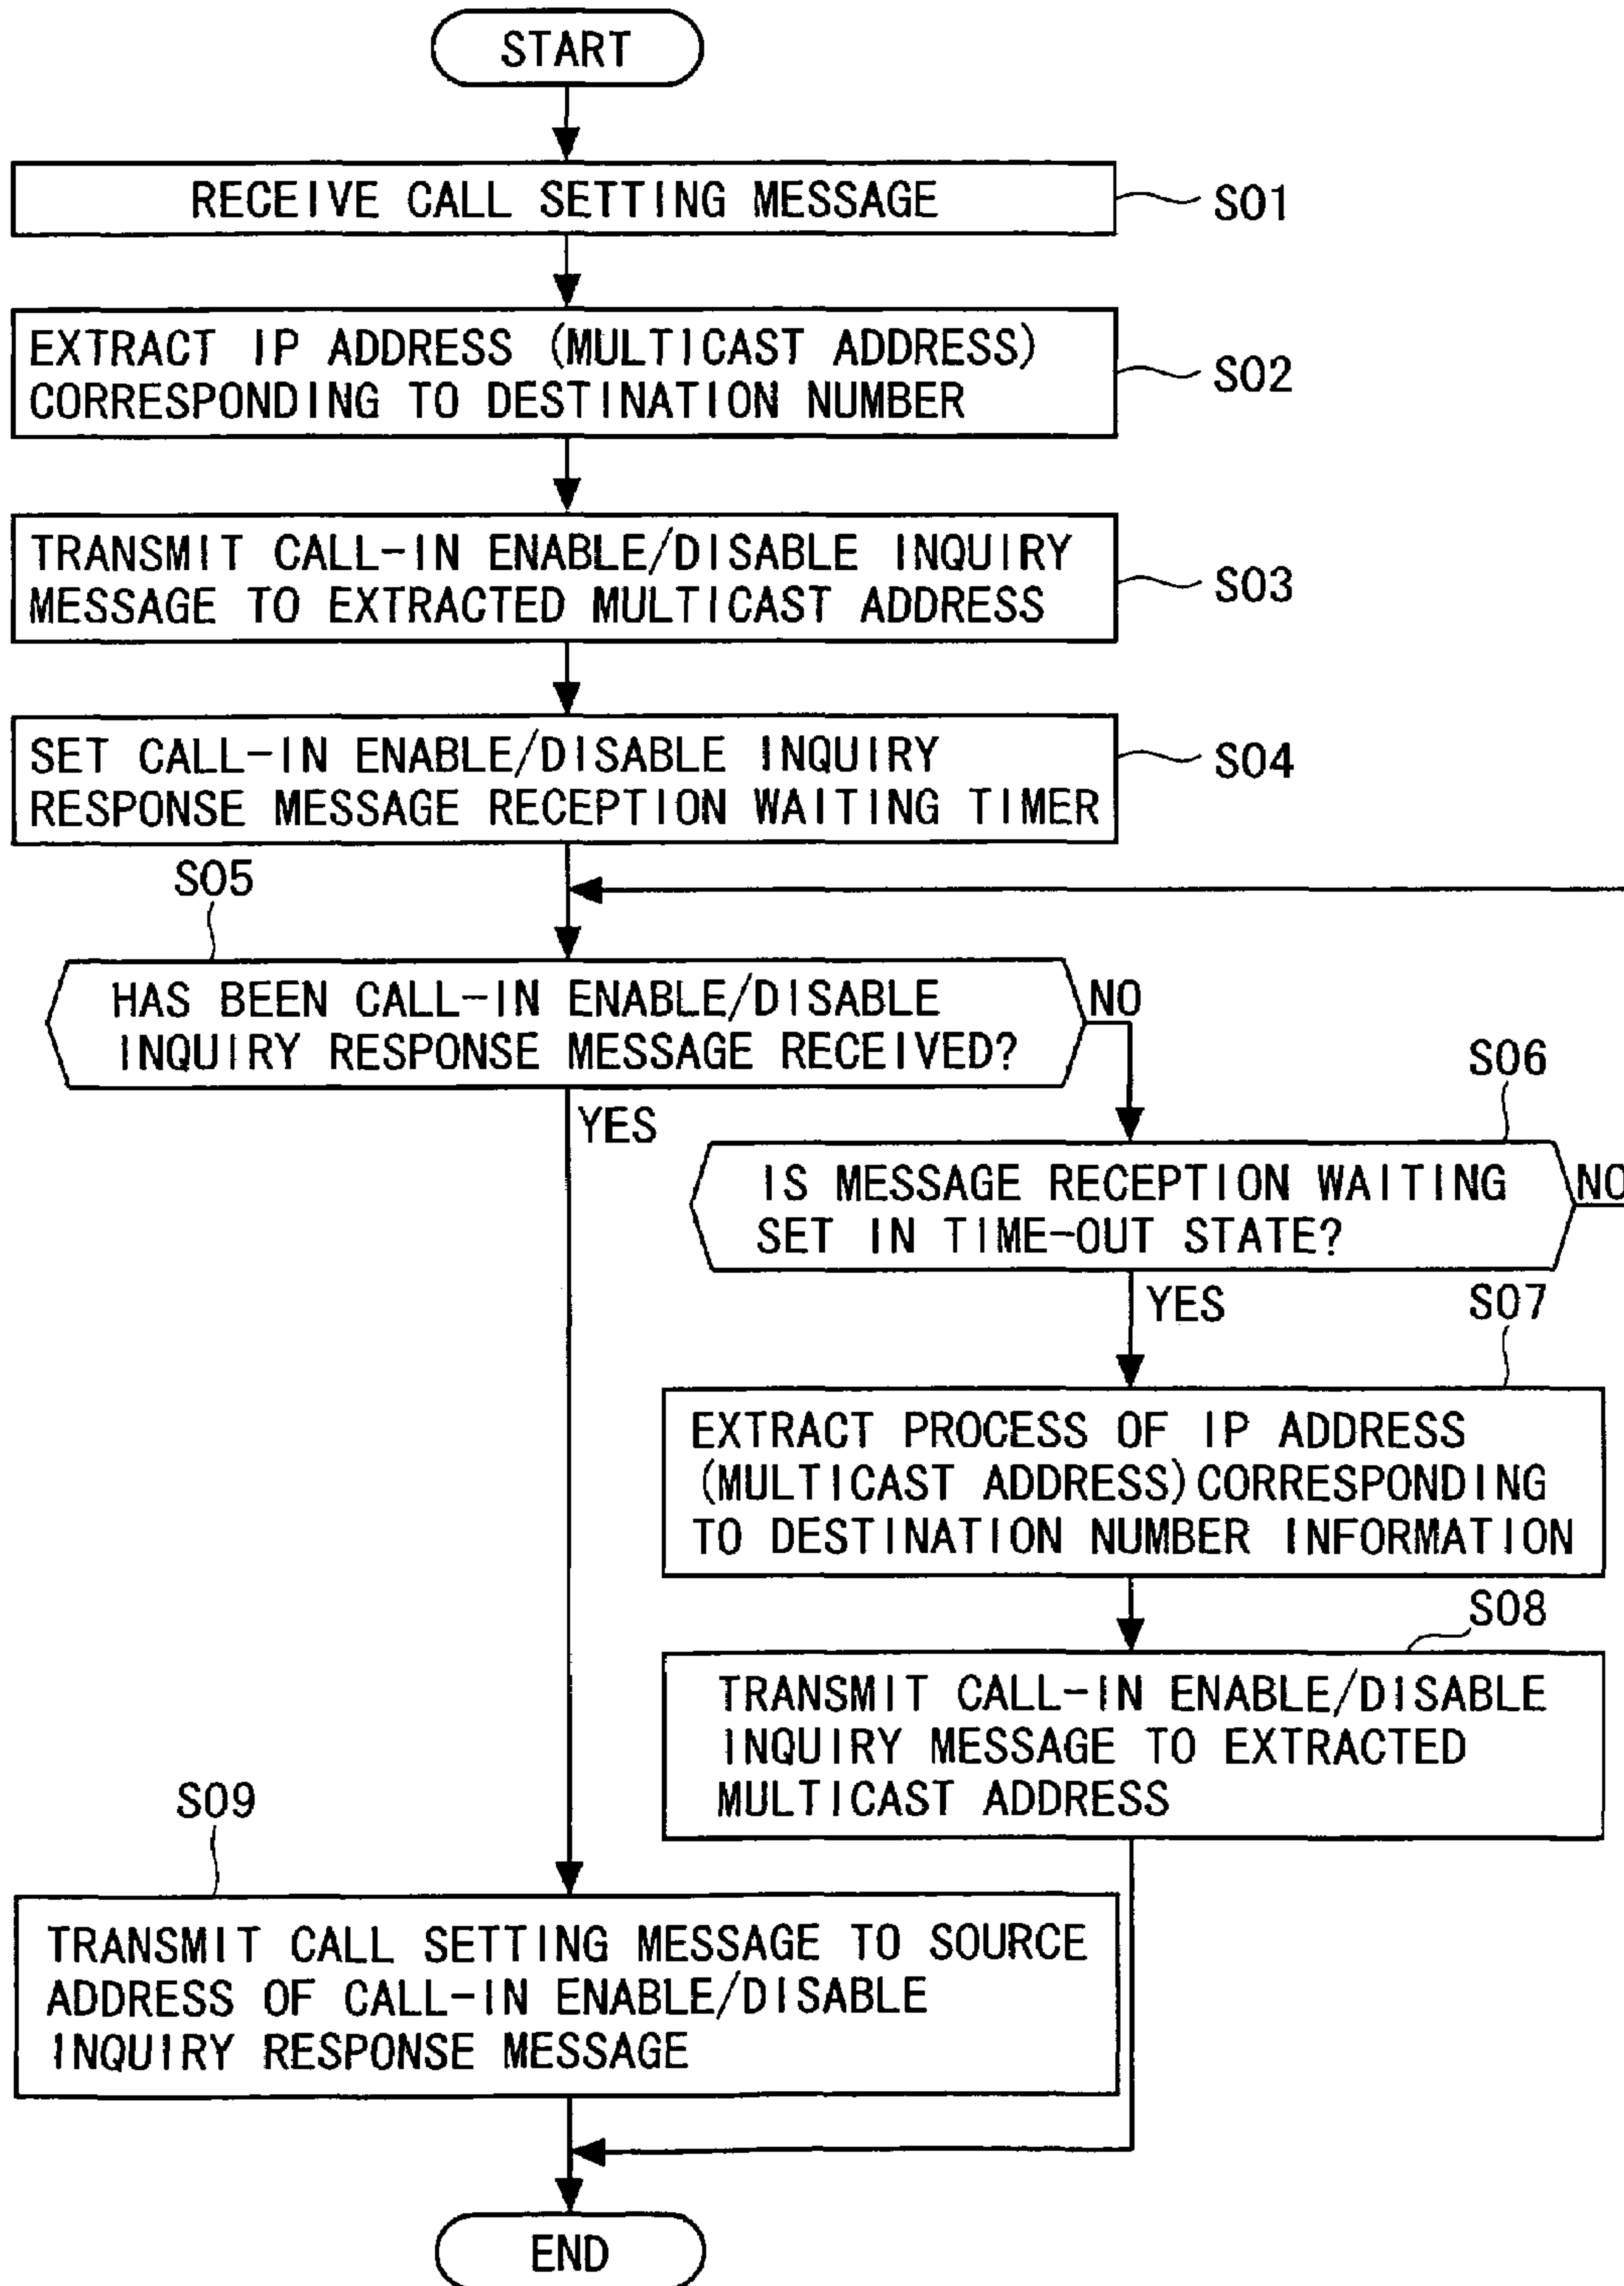 START
RECEIVE CALL SETTING MESSAGE
S01
EXTRACT IP ADDRESS (MULTICAST ADDRESS)
CORRESPONDING TO DESTINATION NUMBER
S02
TRANSMIT CALL-IN ENABLE/DISABLE INQUIRY
MESSAGE TO EXTRACTED MULTICAST ADDRESS
S03
SET CALL-IN ENABLE/DISABLE INQUIRY
RESPONSE MESSAGE RECEPTION WAITING TIMER
S04
S05
HAS BEEN CALL-IN ENABLE/DISABLE
INQUIRY RESPONSE MESSAGE RECEIVED?
NO
YES
S06
IS MESSAGE RECEPTION WAITING
SET IN TIME-OUT STATE?
NO
YES
S07
EXTRACT PROCESS OF IP ADDRESS
(MULTICAST ADDRESS)CORRESPONDING
TO DESTINATION NUMBER INFORMATION
S08
TRANSMIT CALL-IN ENABLE/DISABLE
INQUIRY MESSAGE TO EXTRACTED
MULTICAST ADDRESS
S09
TRANSMIT CALL SETTING MESSAGE TO SOURCE
ADDRESS OF CALL-IN ENABLE/DISABLE
INQUIRY RESPONSE MESSAGE
END